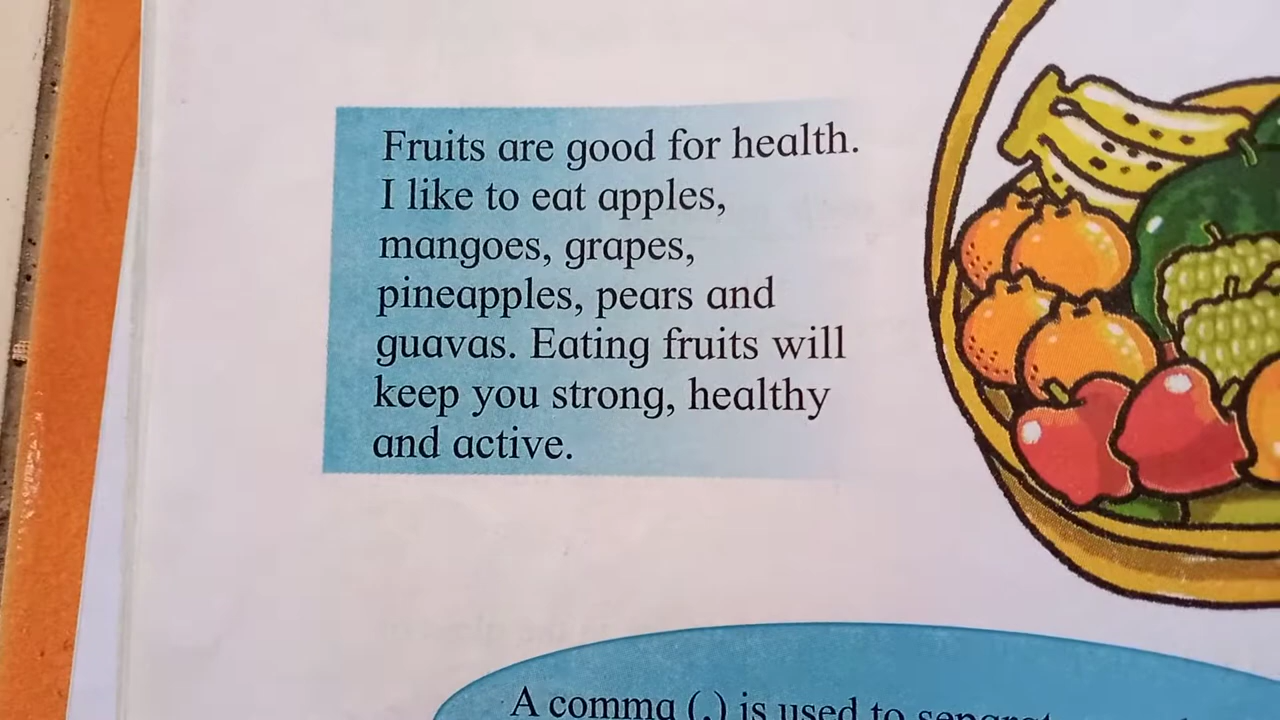 Fruits are good for health.
I like to eat apples,
mangoes, grapes,
pineapples, pears and
guavas. Eating fruits will
keep you strong, healthy
and active.
A comma (,) is used to